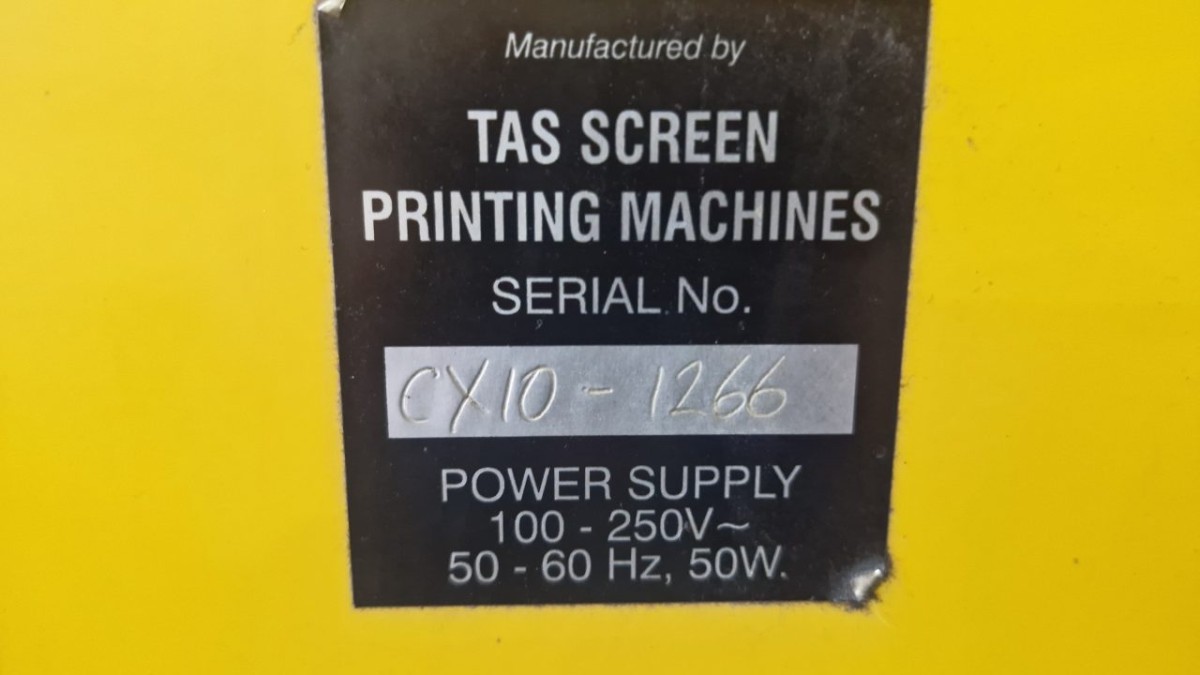 Manufactured by
TAS SCREEN
PRINTING MACHINES
SERIAL No.
CX10 - 1266
POWER SUPPLY
100 - 250V~
50 - 60 Hz, 50W.